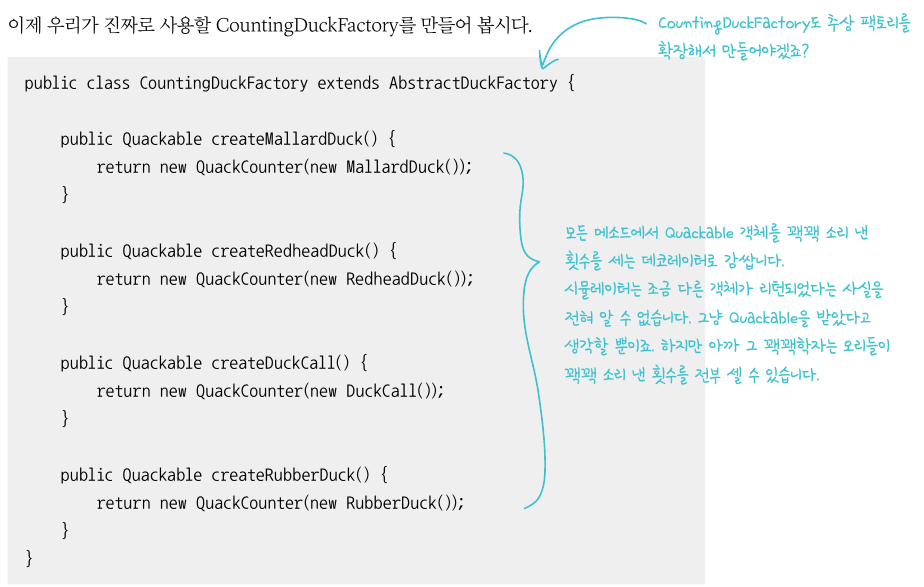 이제 우리가 진짜로 사용할 CountingDuckFactory를 만들어 봅시다.
CountingDuckFactory도 추상 팩토리를
확장해서 만들어야겠죠?
public class CountingDuckFactory extends AbstractDuckFactory {
public Quackable createMallardDuck() {
return new QuackCounter(new MallardDuck());
}
public Quackable createRedheadDuck() {
return new QuackCounter(new RedheadDuck());
}
public Quackable createDuckCall() {
return new QuackCounter(new DuckCall());
}
public Quackable createRubberDuck() {
return new QuackCounter(new RubberDuck());
}
}
모든 메소드에서 Quackable 객체를 꽥꽥 소리 낸
횟수를 세는 데코레이터로 감쌉니다.
시뮬레이터는 조금 다른 객체가 리턴되었다는 사실을
전혀 알 수 없습니다. 그냥 Quackable을 받았다고
생각할 뿐이죠. 하지만 아까 그 꽥꽥학자는 오리들이
꽥꽥 소리 낸 횟수를 전부 셀 수 있습니다.